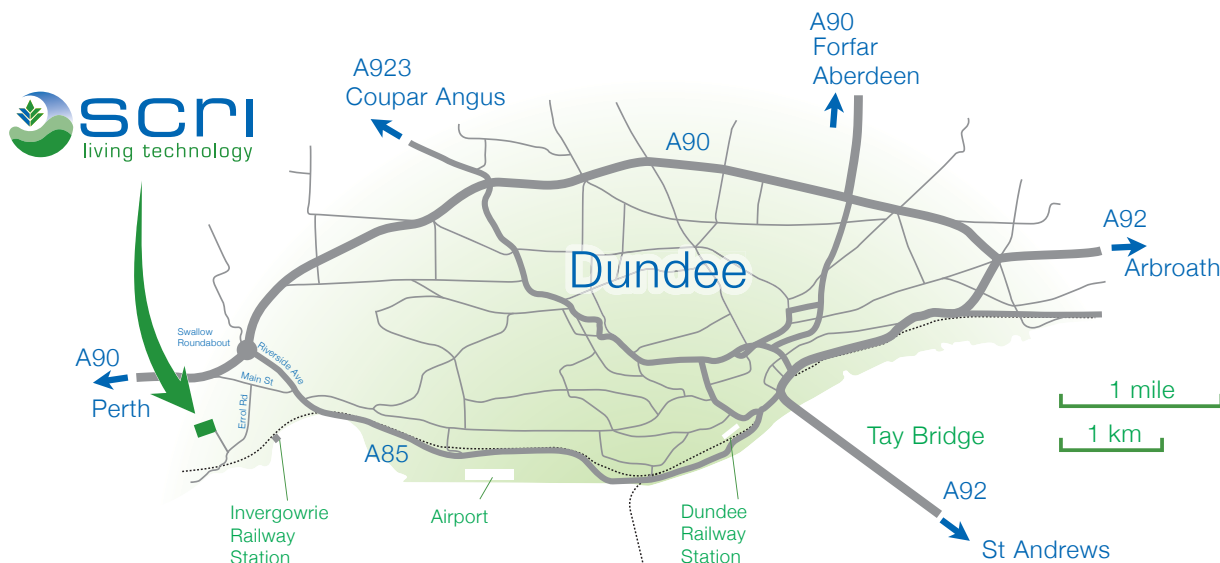 A90
Forfar
Aberdeen
A923
Coupar Angus
scri
living technology
A90
A92
Arbroath
Dundee
Swallow
Roundabout
Riverside Ave
A90
Perth
Main St
Errol Rd
1 mile
1 km
Tay Bridge
A85
A92
St Andrews
Invergowrie
Railway
Station
Airport
Dundee
Railway
Station